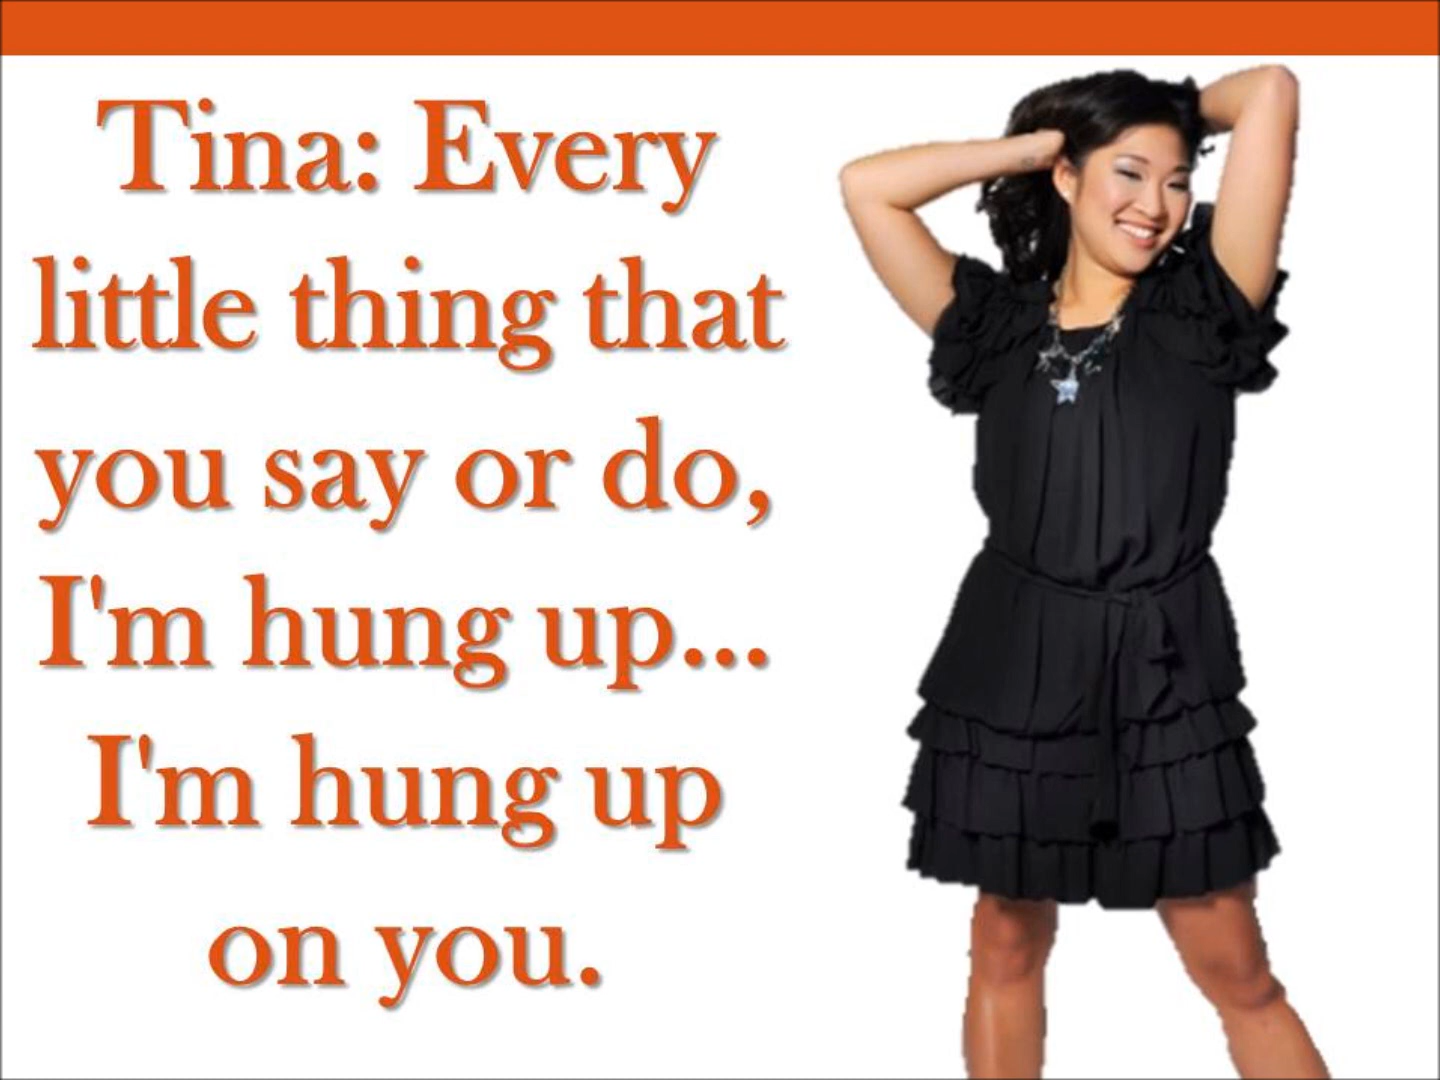 Tina: Every
little thing that
you say or do,
I'm hung up...
I'm hung up
on you.